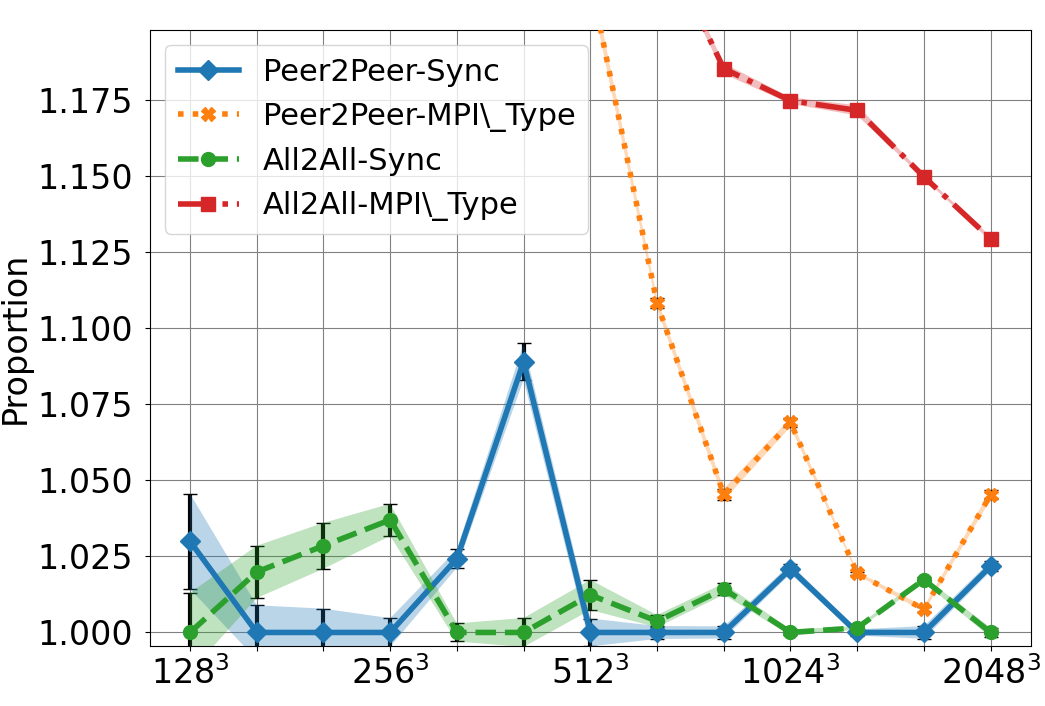 Peer2Peer-Sync
Peer2Peer-MPI\_Type
All2All-Sync
All2All-MPI\_Type
Proportion
1.175
1.150
1.125
1.100
1.075
1.050
1.025
1.000
128³ 256³ 512³ 1024³ 2048³